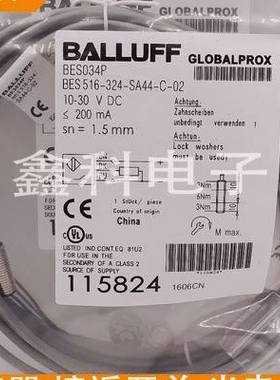 BALLUFF GLOBALPROX
BES034P
BES 516-324-SA44-C-02
10-30 V DC
≤ 200 mA
sn = 1.5 mm
Achtung:
Zahnscheiben
unbedingt verwenden.
Attention:
Lock washers
must be used.
3Nm
6Nm
3Nm
M max.
1 Stück/ piece
Country of origin
China
LISTED IND.CONT.EQ 81U2
FOR USE IN THE
SECONDARY OF A CLASS 2
SOURCE OF SUPPLY
115824
1606CN
鑫科电子